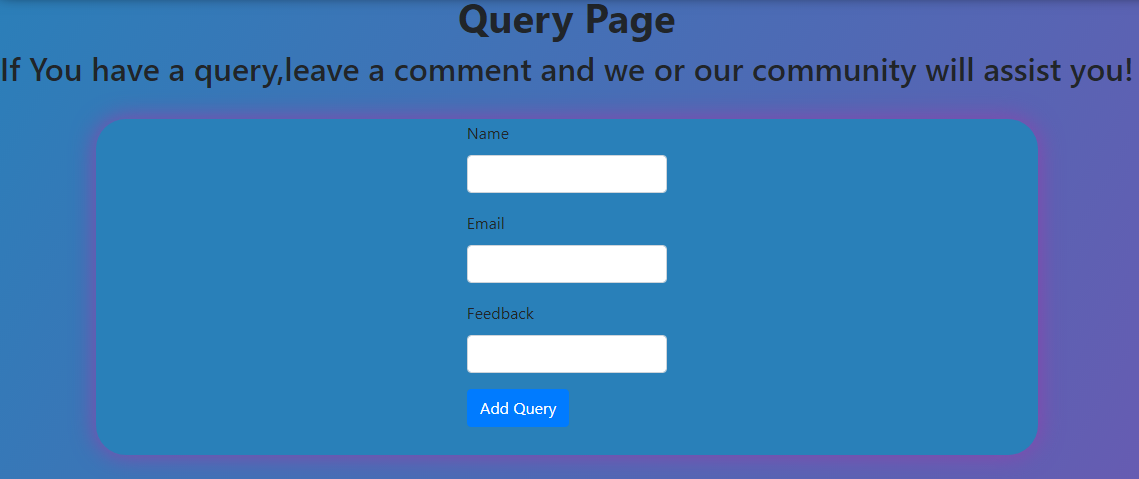 Query Page
If You have a query,leave a comment and we or our community will assist you!
Name
Email
Feedback
Add Query